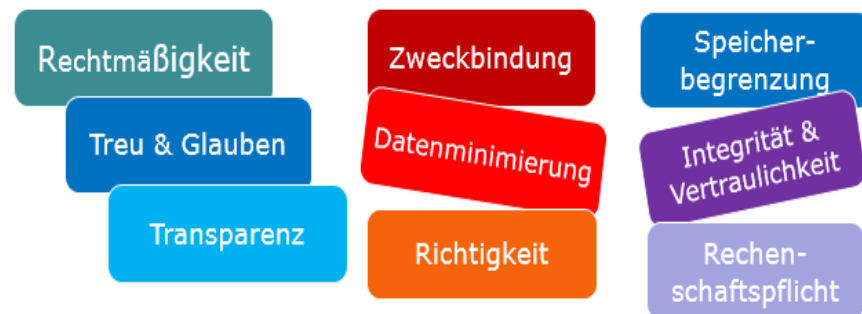 Rechtmäßigkeit
Treu & Glauben
Transparenz
Zweckbindung
Datenminimierung
Richtigkeit
Speicher-
begrenzung
Integrität &
Vertraulichkeit
Rechen-
schaftspflicht